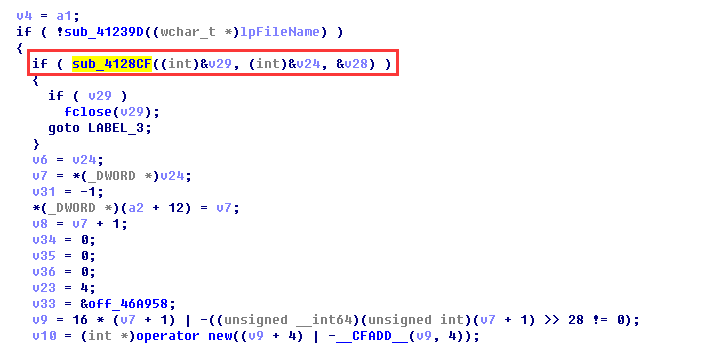 v4 = a1;
if ( !sub_41239D((wchar_t *)lpFileName) )
{
if ( sub_4128CF((int)&v29, (int)&v24, &v28) )
{
if ( v29 )
fclose(v29);
goto LABEL_3;
}
v6 = v24;
v7 = *(_DWORD *)v24;
v31 = -1;
*(_DWORD *)(a2 + 12) = v7;
v8 = v7 + 1;
v34 = 0;
v35 = 0;
v36 = 0;
v23 = 4;
v33 = &off_46A958;
v9 = 16 * (v7 + 1) | -((unsigned __int64)(unsigned int)(v7 + 1) >> 28 != 0);
v10 = (int *)operator new((v9 + 4) | -__CFADD__(v9, 4));